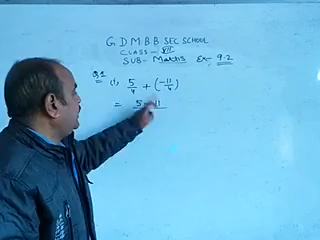 G D M B B. SEC SCHOOL
CLASS - VII
SUB- Maths Ex- 9.2
Q1 (i) 5/4 + (-11/4)
= 5 - 11